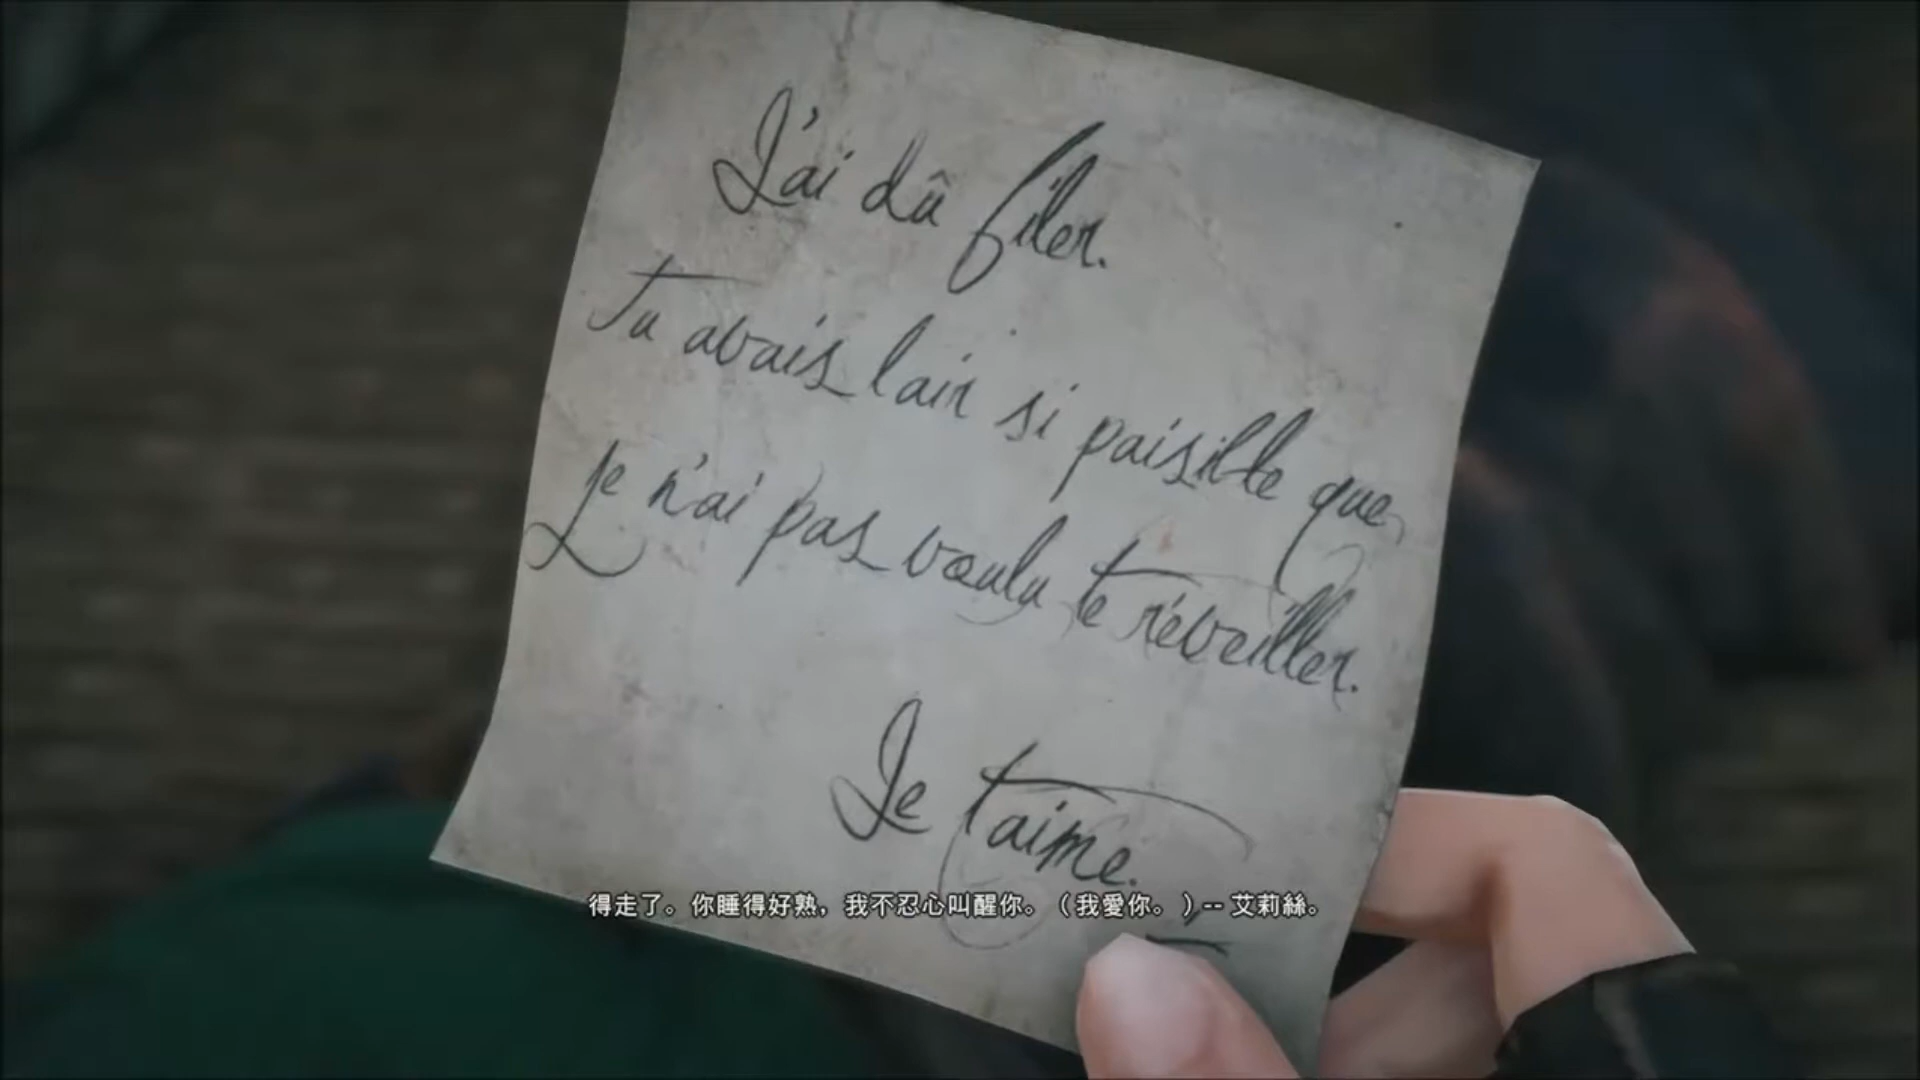 J'ai dû filer.
Tu avais l'air si paisible que
je n'ai pas voulu te réveiller.
Je t'aime.
得走了。你睡得好熟，我不忍心叫醒你。（我愛你。）-- 艾莉絲。